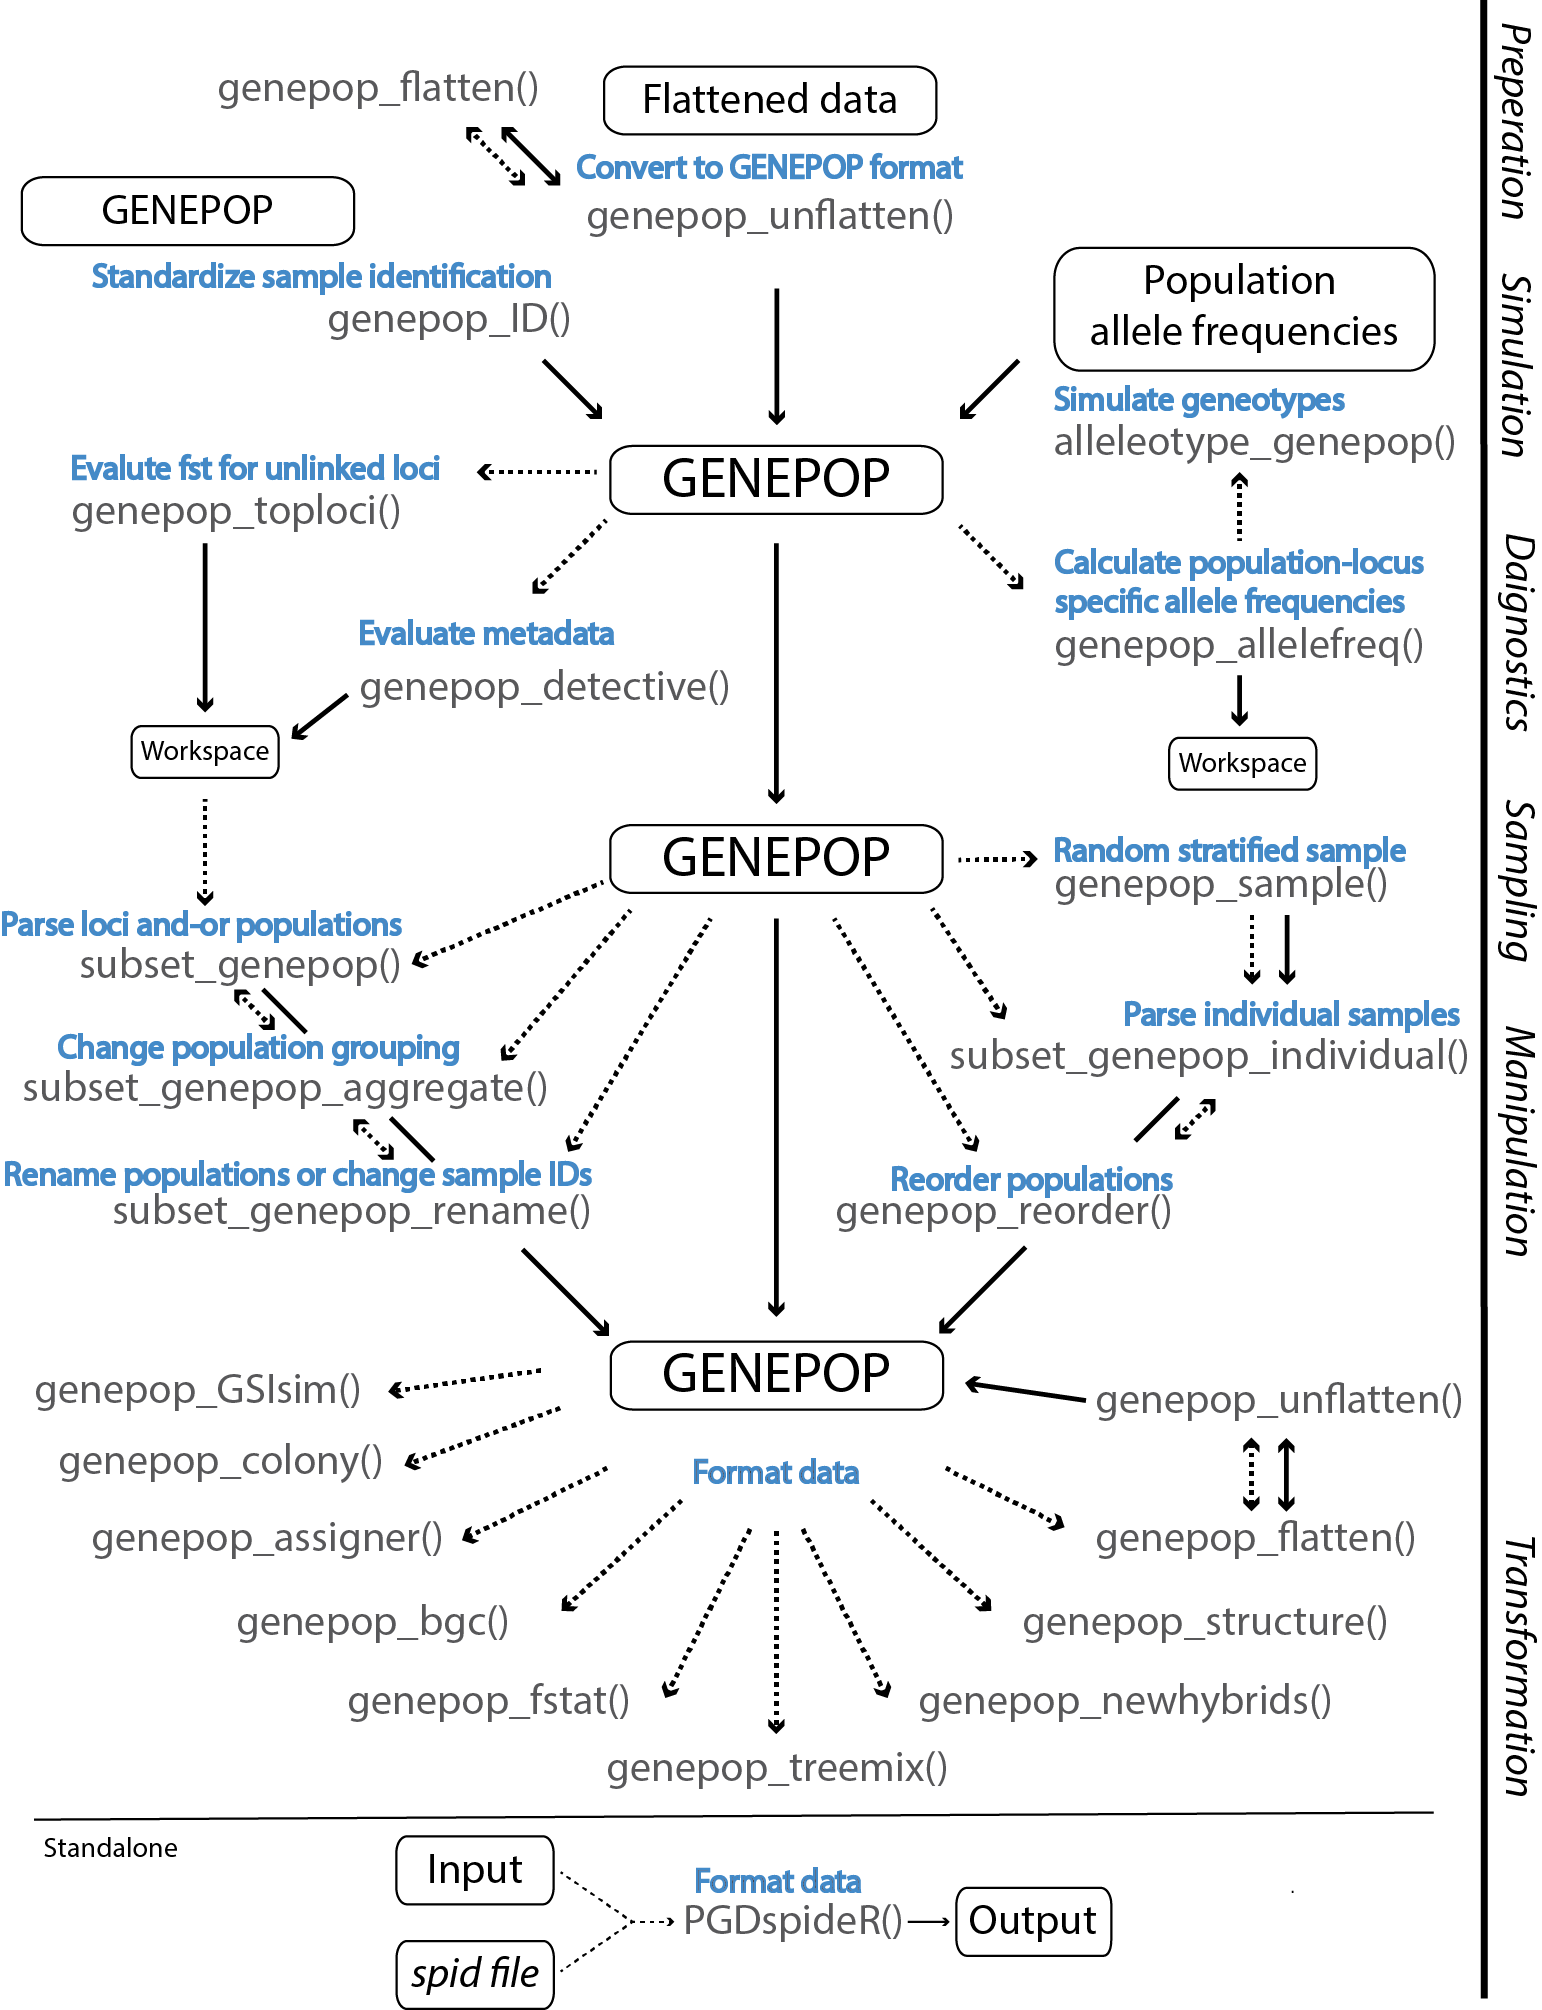 genepop_flatten()
Flattened data
Convert to GENEPOP format
genepop_unflatten()
GENEPOP
Standardize sample identification
genepop_ID()
Population
allele frequencies
Simulate geneotypes
alleleotype_genepop()
GENEPOP
Evalute fst for unlinked loci
genepop_toploci()
Calculate population-locus
specific allele frequencies
genepop_allelefreq()
Evaluate metadata
genepop_detective()
Workspace
Workspace
GENEPOP
Random stratified sample
genepop_sample()
Parse loci and-or populations
subset_genepop()
Parse individual samples
subset_genepop_individual()
Change population grouping
subset_genepop_aggregate()
Rename populations or change sample IDs
subset_genepop_rename()
Reorder populations
genepop_reorder()
GENEPOP
genepop_GSIsim()
genepop_unflatten()
genepop_colony()
Format data
genepop_assigner()
genepop_flatten()
genepop_bgc()
genepop_structure()
genepop_fstat()
genepop_newhybrids()
genepop_treemix()
Standalone
Input
Format data
PGDspideR()
Output
spid file
Preperation
Simulation
Daignostics
Sampling
Manipulation
Transformation